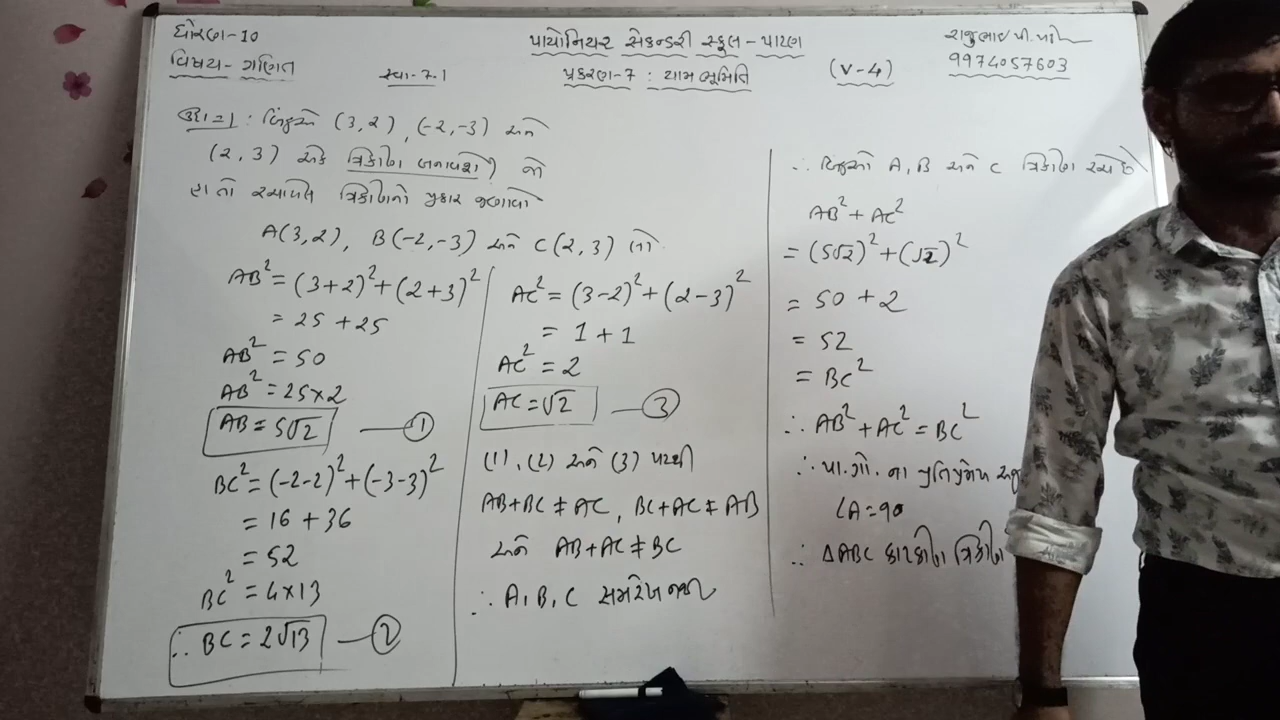 ધોરણ-10
પાયોનિયર સેકન્ડરી સ્કૂલ - પાટણ
રાજુભાઇ પી.
વિષય - ગણિત
સ્વા-7.1
પ્રકરણ-7 : યામ ભૂમિતિ
(V-4)
9974057603
બિંદુઓ (3,2), (-2,-3) અને
(2,3) એક ત્રિકોણ બનાવશે? જો
હા તો રચાયેલ ત્રિકોણનો પ્રકાર જણાવો
A(3,2), B(-2,-3) અને C(2,3) લો.
AB² = (3+2)² + (2+3)²
= 25 + 25
AB² = 50
AB² = 25×2
AB = 5√2 — ①
BC² = (-2-2)² + (-3-3)²
= 16 + 36
= 52
BC² = 4×13
∴ BC = 2√13 — ②
AC² = (3-2)² + (2-3)²
= 1 + 1
AC² = 2
AC = √2 — ③
(1), (2) અને (3) પરથી
AB+BC ≠ AC, BC+AC ≠ AB
અને AB+AC ≠ BC
∴ A, B, C સમરેખ નથી
∴ બિંદુઓ A, B અને C ત્રિકોણ રચે છે
AB² + AC²
= (5√2)² + (√2)²
= 50 + 2
= 52
= BC²
∴ AB² + AC² = BC²
∴ પા.ગો. ના પ્રતિપ્રમેય
∠A = 90
∴ ΔABC કાટકોણ ત્રિકોણ